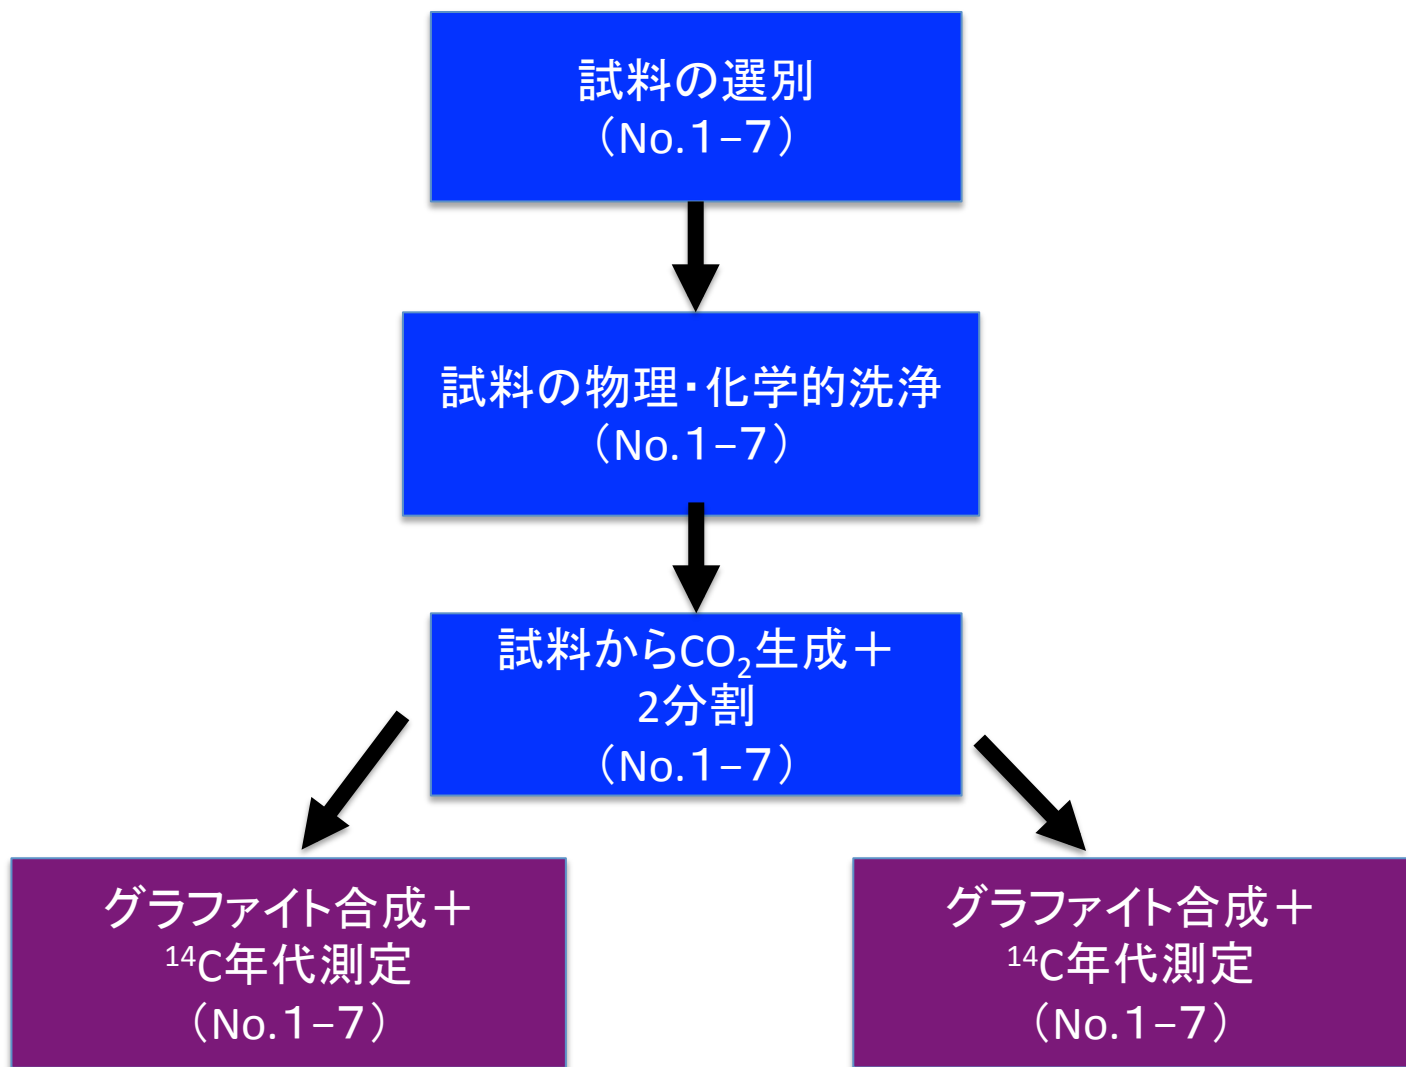 試料の選別
（No.１−７）
試料の物理・化学的洗浄
（No.１−７）
試料からCO₂生成＋
2分割
（No.１−７）
グラファイト合成＋
¹⁴C年代測定
（No.１−７）
グラファイト合成＋
¹⁴C年代測定
（No.１−７）